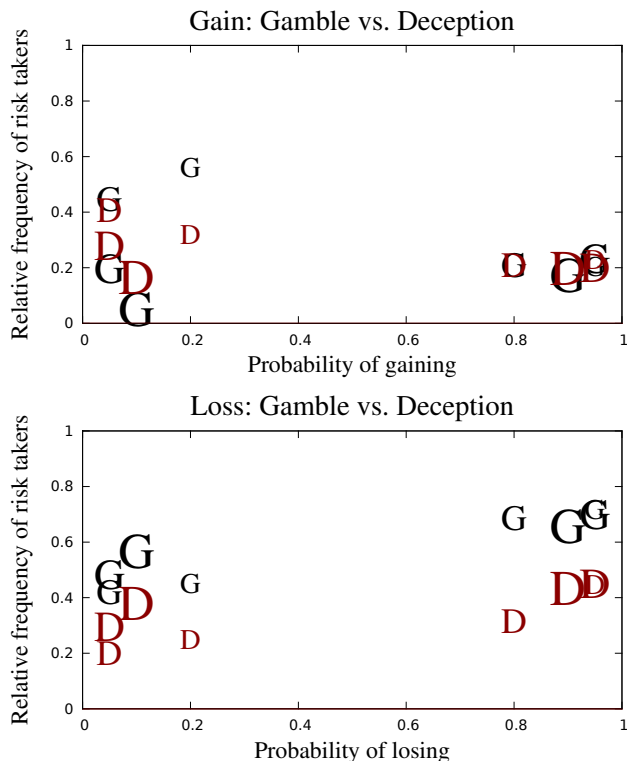 Gain: Gamble vs. Deception
Relative frequency of risk takers
1
0.8
0.6
0.4
0.2
0
G
G
D
D
D
G
D
G
G
D
G
D
G
D
G
D
G
D
0 0.2 0.4 0.6 0.8 1
Probability of gaining
Loss: Gamble vs. Deception
Relative frequency of risk takers
1
0.8
0.6
0.4
0.2
0
G
G
G
G
G
G
G
G
D
D
D
D
D
D
D
D
0 0.2 0.4 0.6 0.8 1
Probability of losing